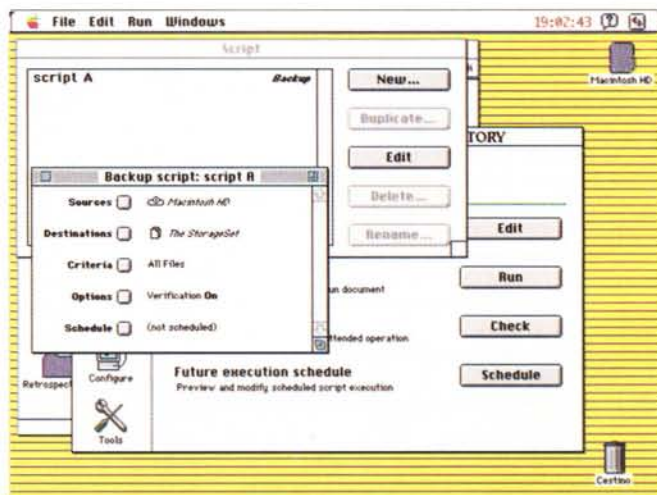 File Edit Run Windows
19:02:43
Script
script A Backup
New...
Duplicate...
Edit
Delete...
Rename...
Macintosh HD
TORY
Backup script: script A
Sources Macintosh HD
Destinations The StorageSet
Criteria All Files
Options Verification On
Schedule (not scheduled)
Edit
Run
un document
Check
ttended operation
Schedule
Future execution schedule
Preview and modify scheduled script execution
Retrospect
Configure
Tools
Cestino